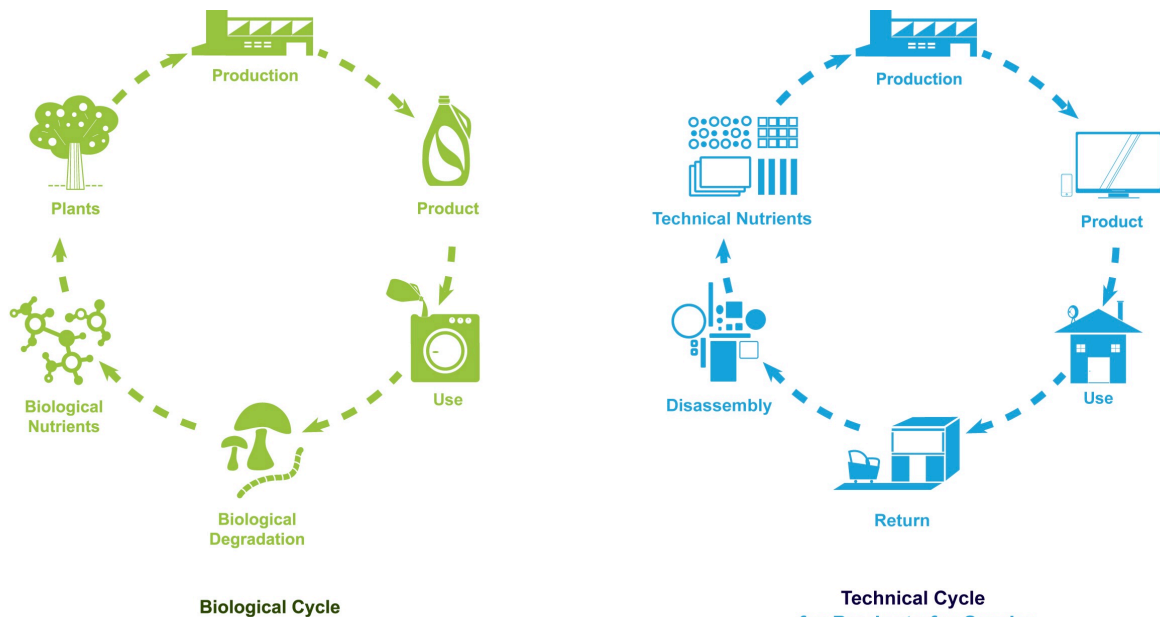 Production
Plants
Product
Biological
Nutrients
Use
Biological
Degradation
Biological Cycle
Production
Technical Nutrients
Product
Disassembly
Use
Return
Technical Cycle